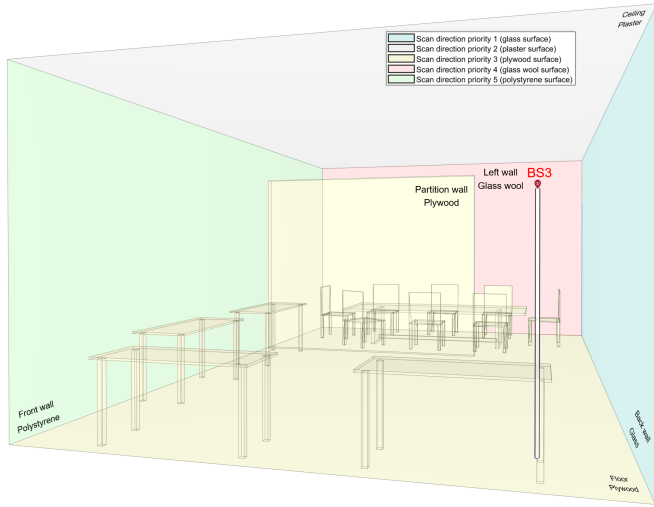 Ceiling
Plaster
Scan direction priority 1 (glass surface)
Scan direction priority 2 (plaster surface)
Scan direction priority 3 (plywood surface)
Scan direction priority 4 (glass wool surface)
Scan direction priority 5 (polystyrene surface)
Left wall
Glass wool
BS3
Partition wall
Plywood
Front wall
Polystyrene
Back wall
Glass
Floor
Plywood